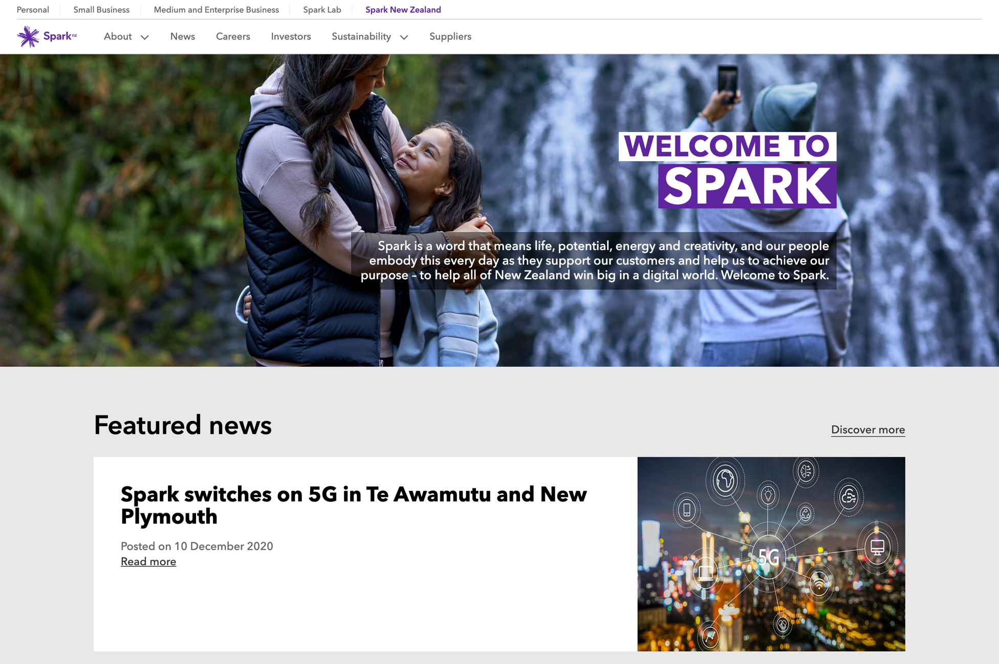 Personal
Small Business
Medium and Enterprise Business
Spark Lab
Spark New Zealand
Spark nz
About
News
Careers
Investors
Sustainability
Suppliers
WELCOME TO
SPARK
Spark is a word that means life, potential, energy and creativity, and our people
embody this every day as they support our customers and help us to achieve our
purpose – to help all of New Zealand win big in a digital world. Welcome to Spark.
Featured news
Discover more
Spark switches on 5G in Te Awamutu and New
Plymouth
Posted on 10 December 2020
Read more
5G